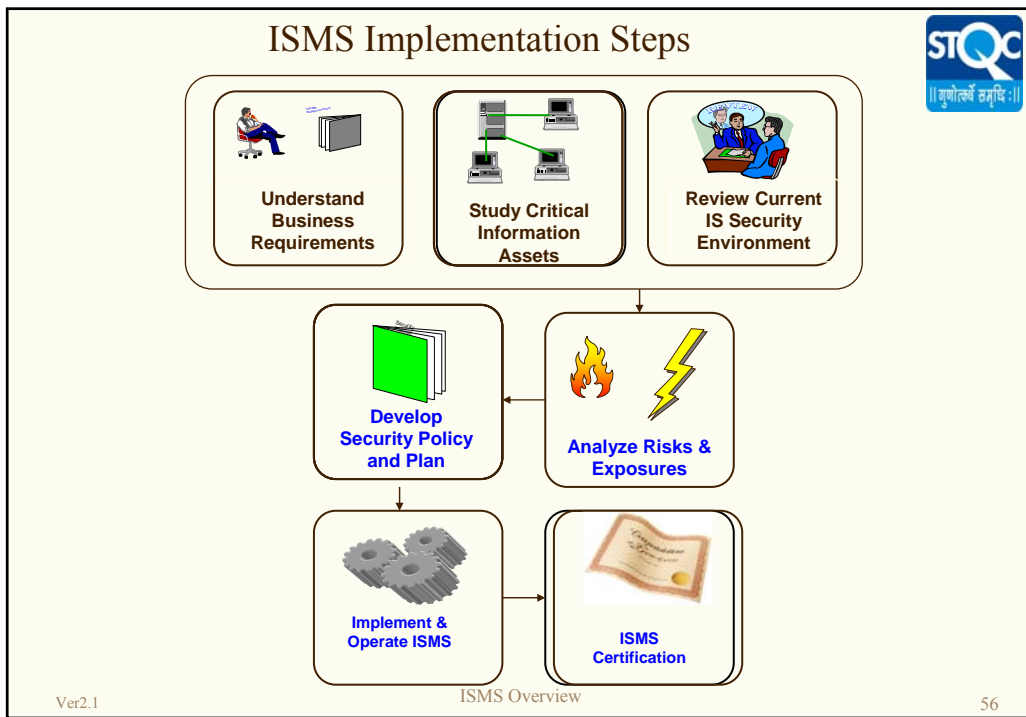 ISMS Implementation Steps
STQC
॥ गुणोत्कर्षे समृध्दि :॥
REVIEW
Understand
Business
Requirements
Study Critical
Information
Assets
Review Current
IS Security
Environment
Develop
Security Policy
and Plan
Analyze Risks &
Exposures
Implement &
Operate ISMS
ISMS
Certification
Ver2.1
ISMS Overview
56